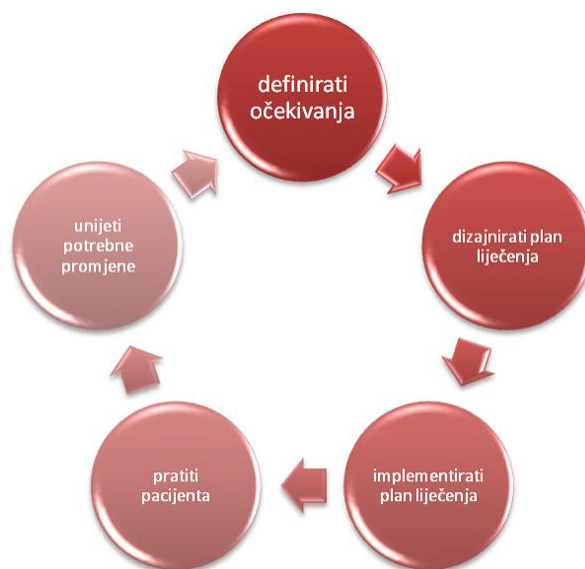 definirati
očekivanja
dizajnirati plan
liječenja
implementirati
plan liječenja
pratiti
pacijenta
unijeti
potrebne
promjene